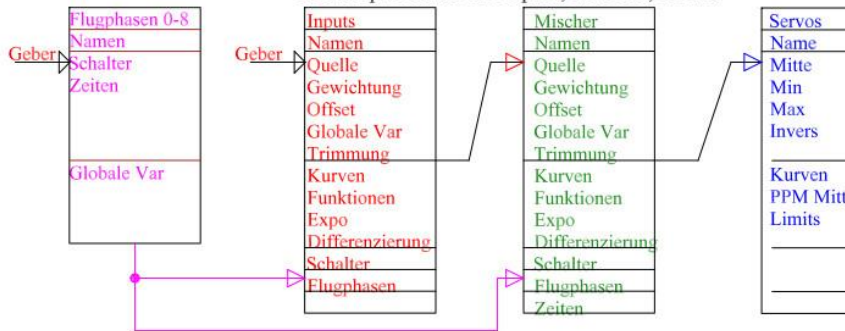 Flugphasen 0-8
Namen
Geber
Schalter
Zeiten
Globale Var
Geber
Inputs
Namen
Quelle
Gewichtung
Offset
Globale Var
Trimmung
Kurven
Funktionen
Expo
Differenzierung
Schalter
Flugphasen
Mischer
Namen
Quelle
Gewichtung
Offset
Globale Var
Trimmung
Kurven
Funktionen
Expo
Differenzierung
Schalter
Flugphasen
Zeiten
Servos
Name
Mitte
Min
Max
Invers
Kurven
PPM Mitt
Limits